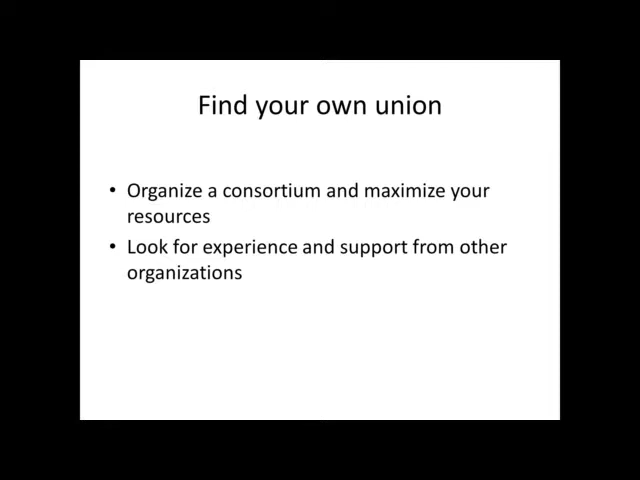 Find your own union
• Organize a consortium and maximize your
resources
• Look for experience and support from other
organizations